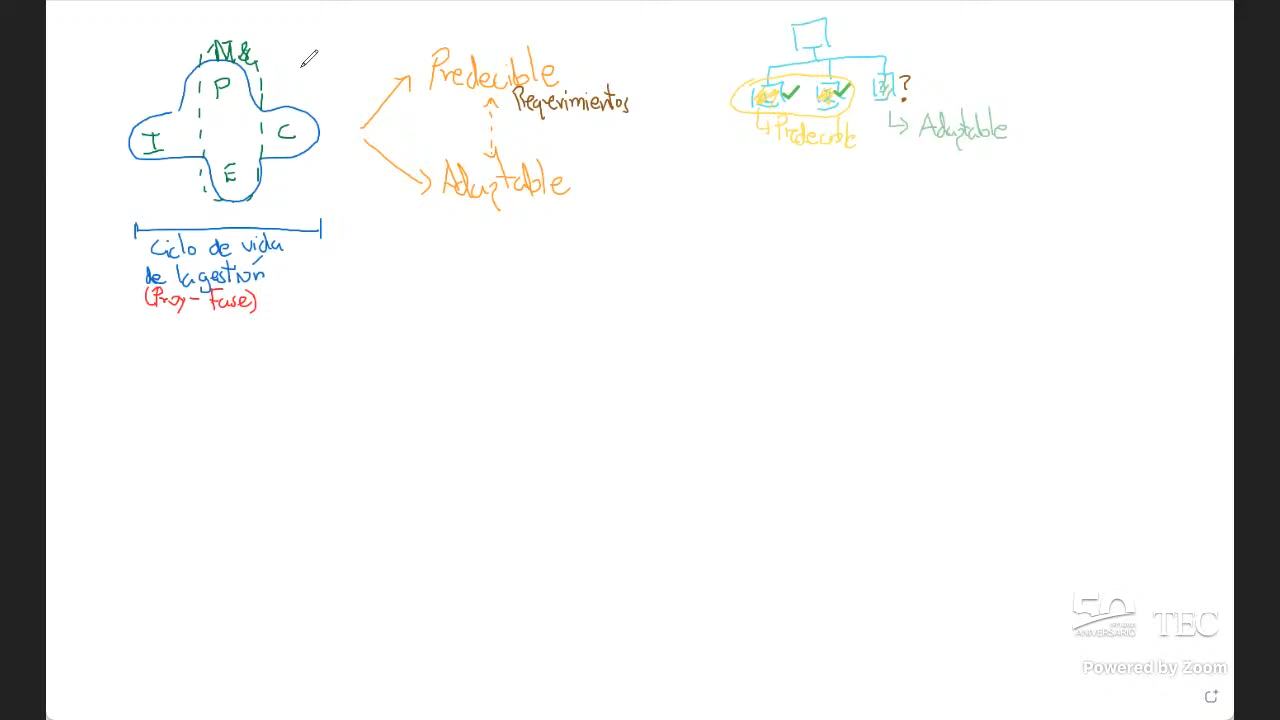 M&
P
I
C
E
Ciclo de vida
de la gestión
(Proy - Fase)
Predecible
Requerimientos
Adaptable
?
Predecible
Adaptable
50
ANIVERSARIO
TEC
Powered by Zoom